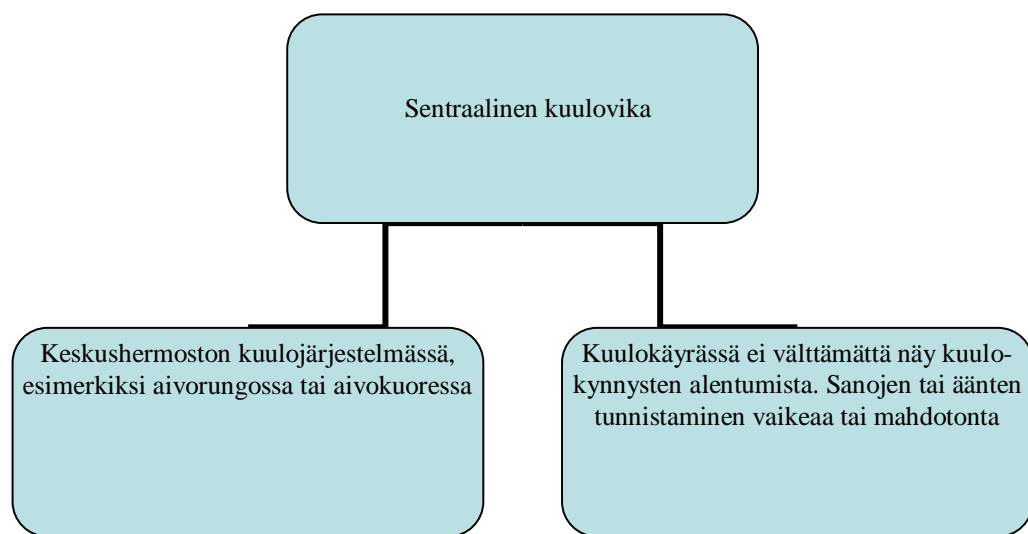 Sentraalinen kuulovika
Keskushermoston kuulojärjestelmässä,
esimerkiksi aivorungossa tai aivokuoressa
Kuulokäyrässä ei välttämättä näy kuulo-
kynnysten alentumista. Sanojen tai äänten
tunnistaminen vaikeaa tai mahdotonta